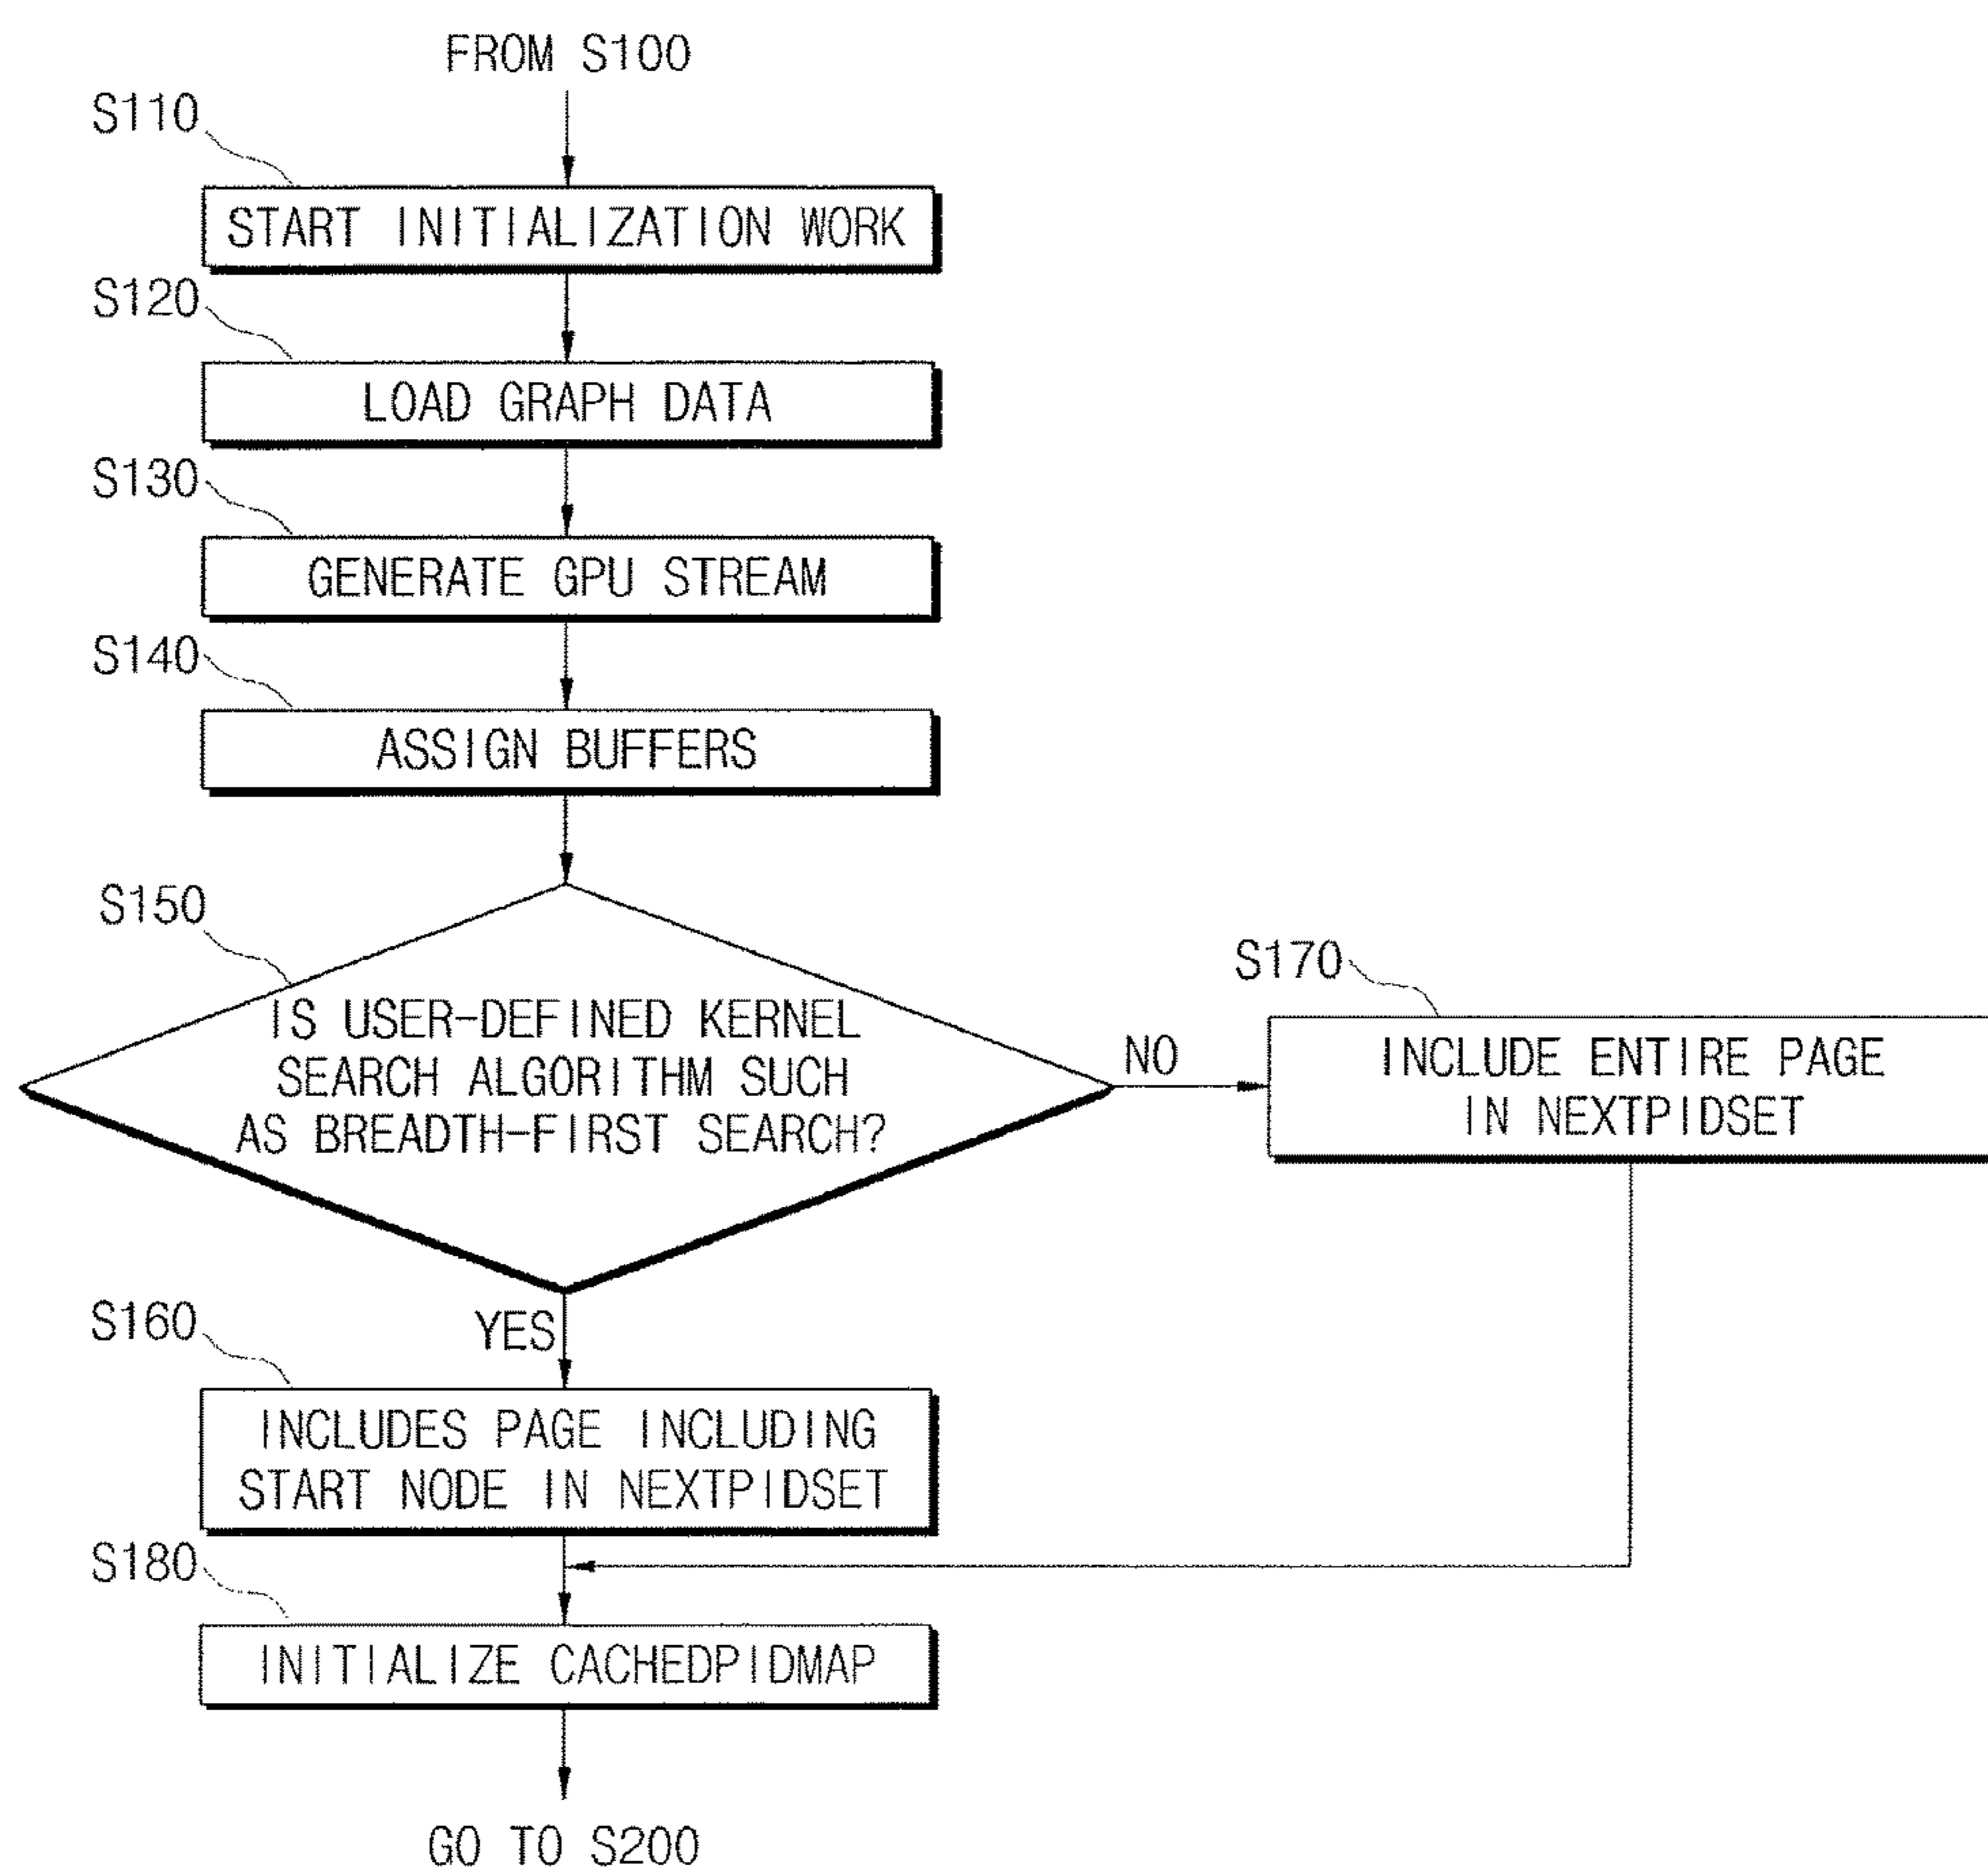 FROM S100
S110
START INITIALIZATION WORK
S120
LOAD GRAPH DATA
S130
GENERATE GPU STREAM
S140
ASSIGN BUFFERS
S150
IS USER-DEFINED KERNEL
SEARCH ALGORITHM SUCH
AS BREADTH-FIRST SEARCH?
NO
S170
INCLUDE ENTIRE PAGE
IN NEXTPIDSET
YES
S160
INCLUDES PAGE INCLUDING
START NODE IN NEXTPIDSET
S180
INITIALIZE CACHEDPIDMAP
GO TO S200